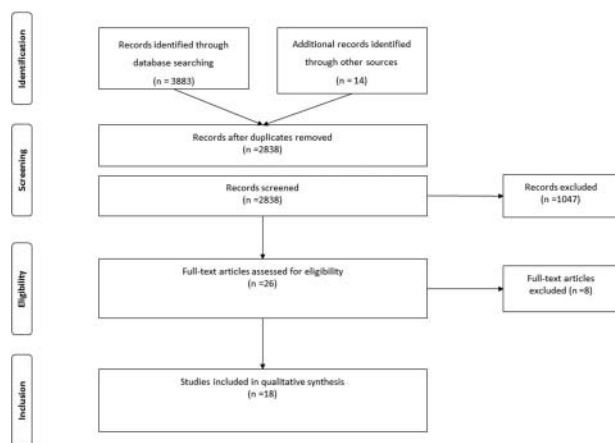 Identification
Records identified through
database searching
(n = 3883)
Additional records identified
through other sources
(n = 14)
Screening
Records after duplicates removed
(n =2838)
Records screened
(n =2838)
Records excluded
(n =1047)
Eligibility
Full-text articles assessed for eligibility
(n =26)
Full-text articles
excluded (n =8)
Inclusion
Studies included in qualitative synthesis
(n =18)